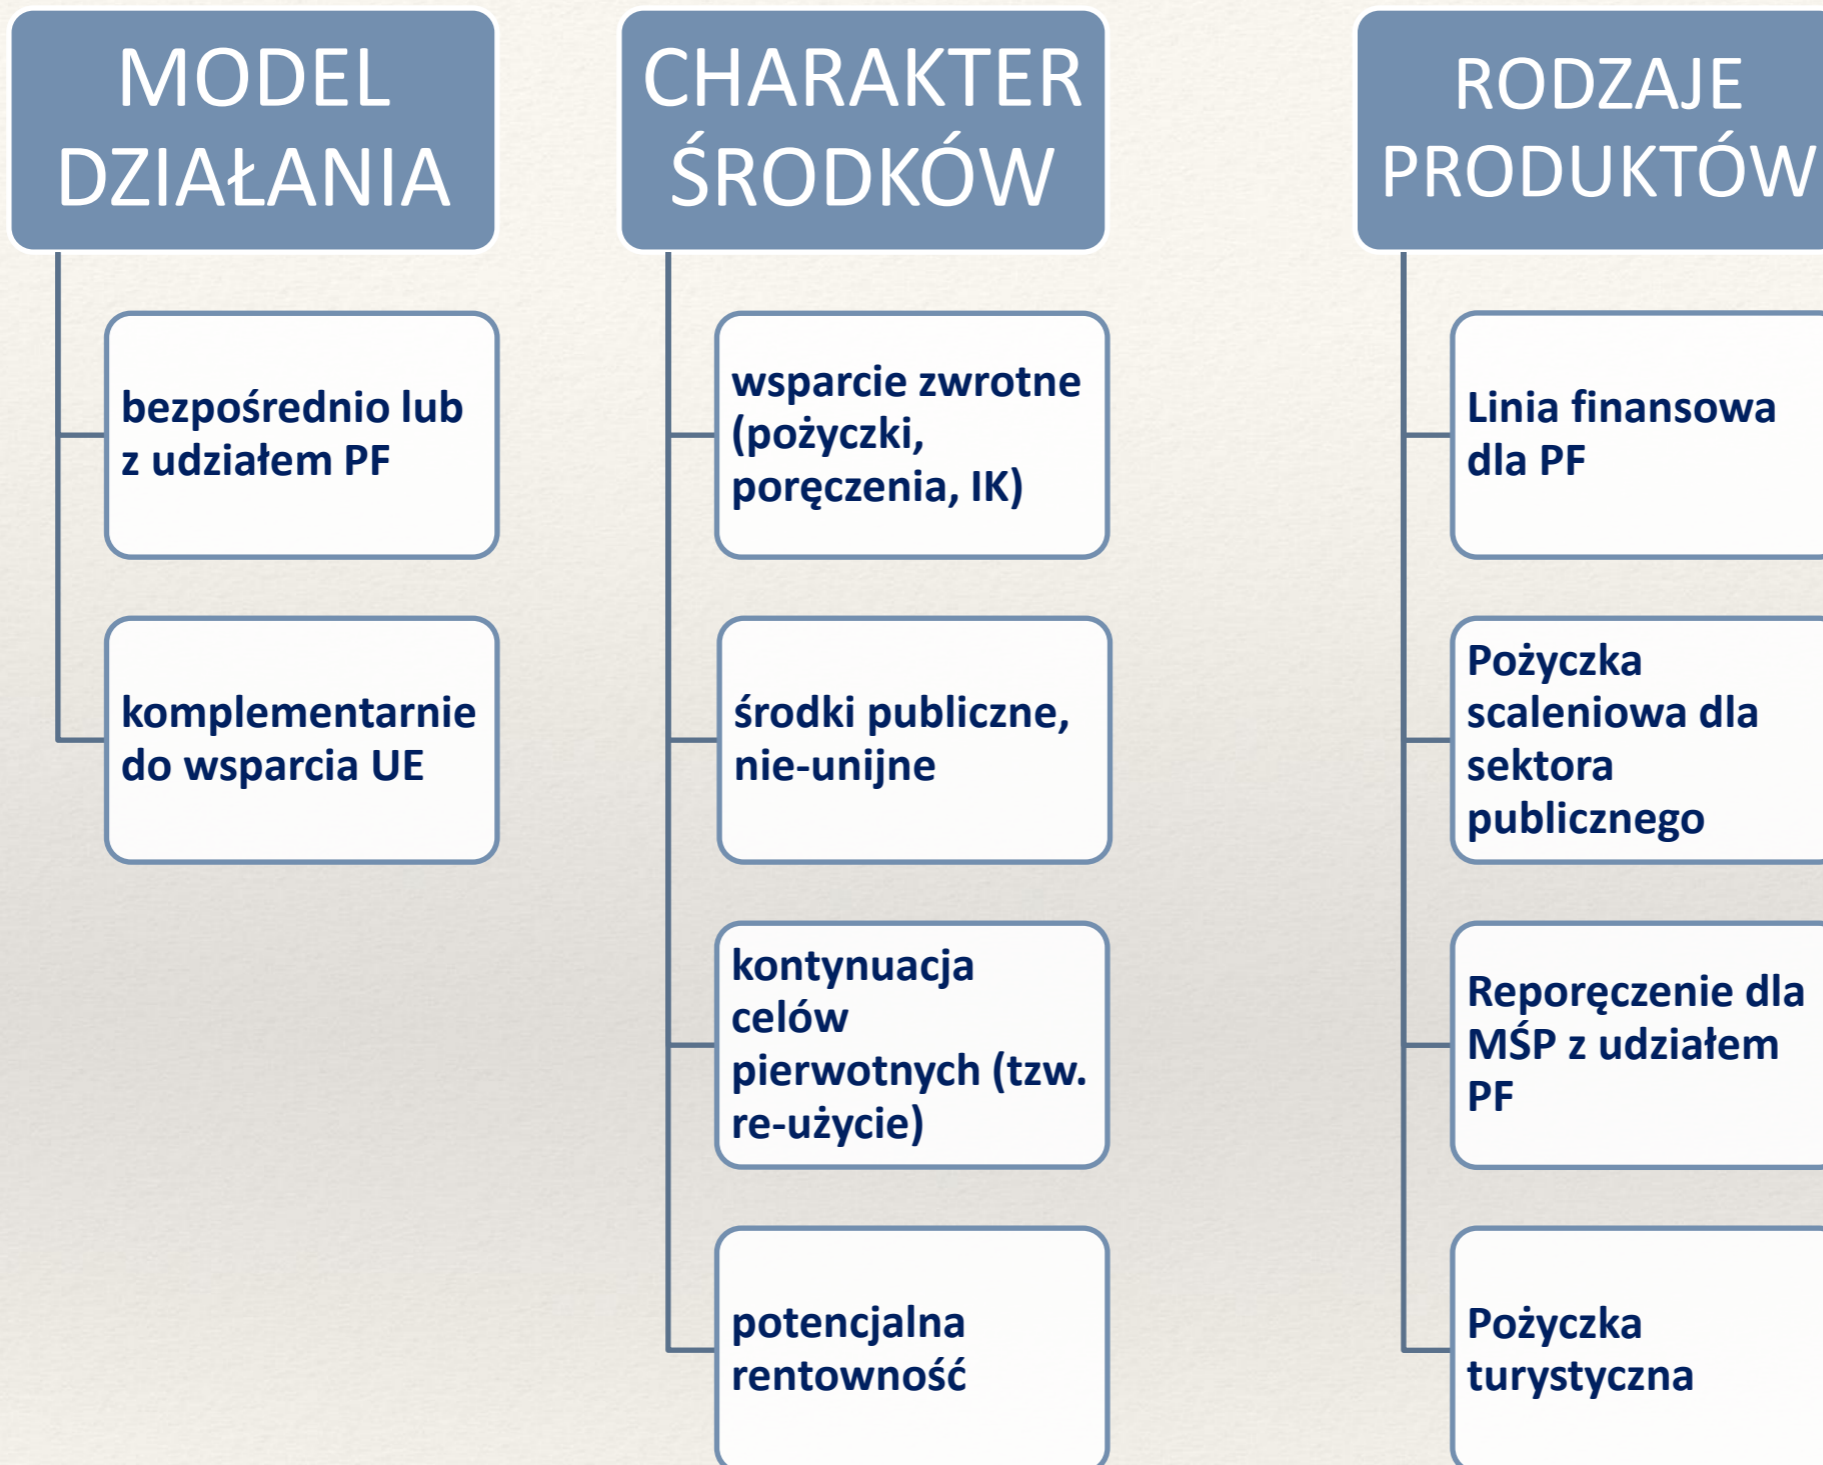 MODEL
DZIAŁANIA
bezpośrednio lub
z udziałem PF
komplementarnie
do wsparcia UE
CHARAKTER
ŚRODKÓW
wsparcie zwrotne
(pożyczki,
poręczenia, IK)
środki publiczne,
nie-unijne
kontynuacja
celów
pierwotnych (tzw.
re-użycie)
potencjalna
rentowność
RODZAJE
PRODUKTÓW
Linia finansowa
dla PF
Pożyczka
scaleniowa dla
sektora
publicznego
Reporęczenie dla
MŚP z udziałem
PF
Pożyczka
turystyczna